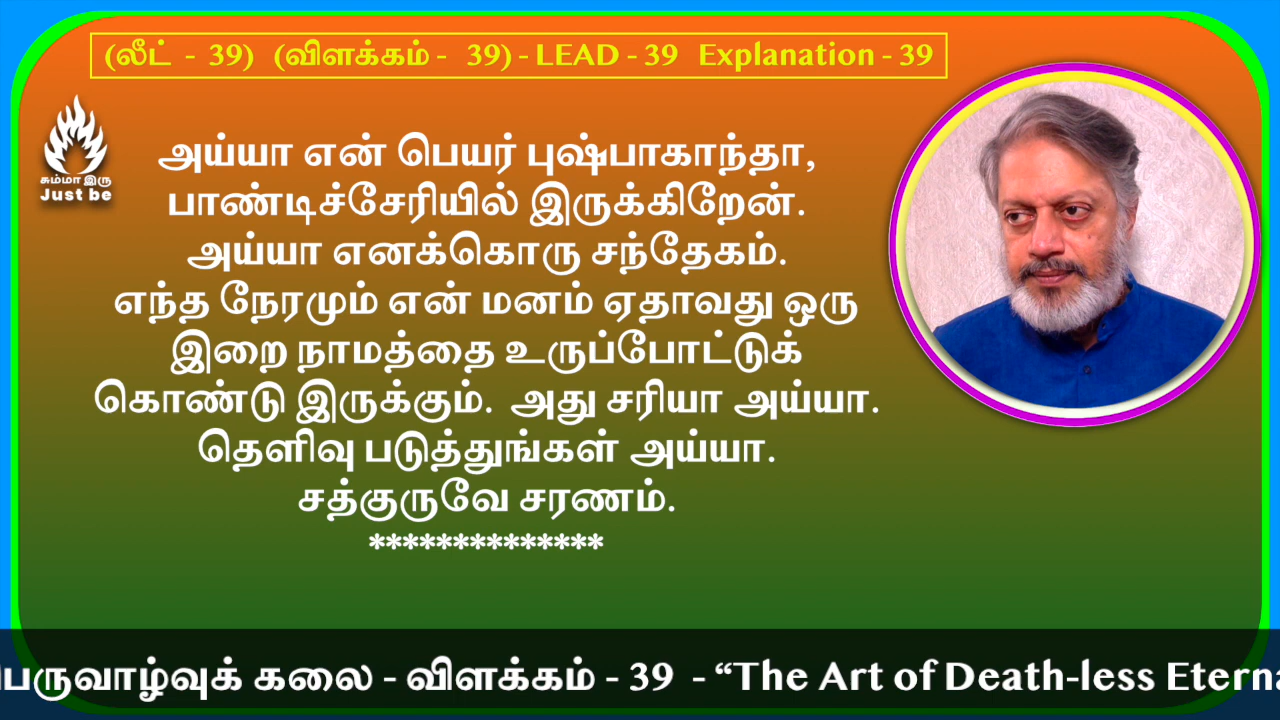 (லீட் - 39) (விளக்கம் - 39) - LEAD - 39 Explanation - 39
சும்மா இரு
Just be
அய்யா என் பெயர் புஷ்பாகாந்தா,
பாண்டிச்சேரியில் இருக்கிறேன்.
அய்யா எனக்கொரு சந்தேகம்.
எந்த நேரமும் என் மனம் ஏதாவது ஒரு
இறை நாமத்தை உருப்போட்டுக்
கொண்டு இருக்கும். அது சரியா அய்யா.
தெளிவு படுத்துங்கள் அய்யா.
சத்குருவே சரணம்.
**************
பெருவாழ்வுக் கலை - விளக்கம் - 39 - “The Art of Death-less Eterna